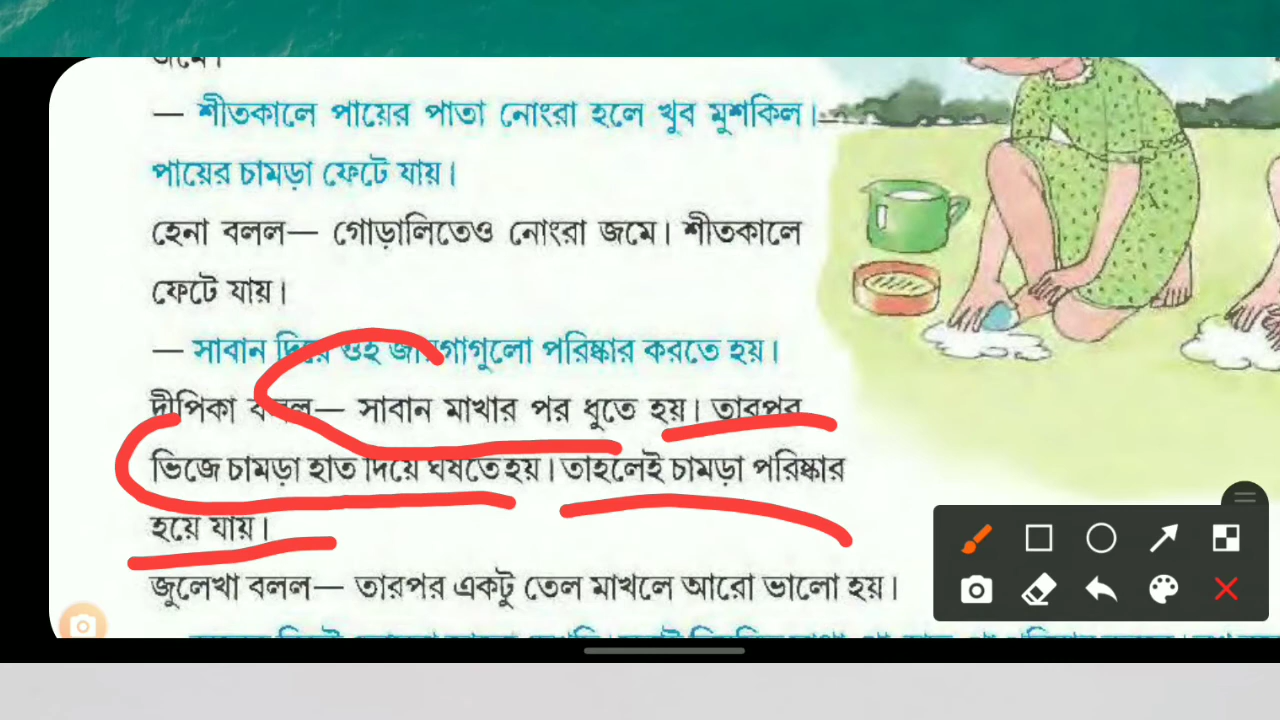 জমে।
— শীতকালে পায়ের পাতা নোংরা হলে খুব মুশকিল।
পায়ের চামড়া ফেটে যায়।
হেনা বলল— গোড়ালিতেও নোংরা জমে। শীতকালে
ফেটে যায়।
— সাবান দিয়ে ওই জায়গাগুলো পরিষ্কার করতে হয়।
দীপিকা বলল— সাবান মাখার পর ধুতে হয়। তারপর
ভিজে চামড়া হাত দিয়ে ঘষতে হয়। তাহলেই চামড়া পরিষ্কার
হয়ে যায়।
জুলেখা বলল— তারপর একটু তেল মাখলে আরো ভালো হয়।